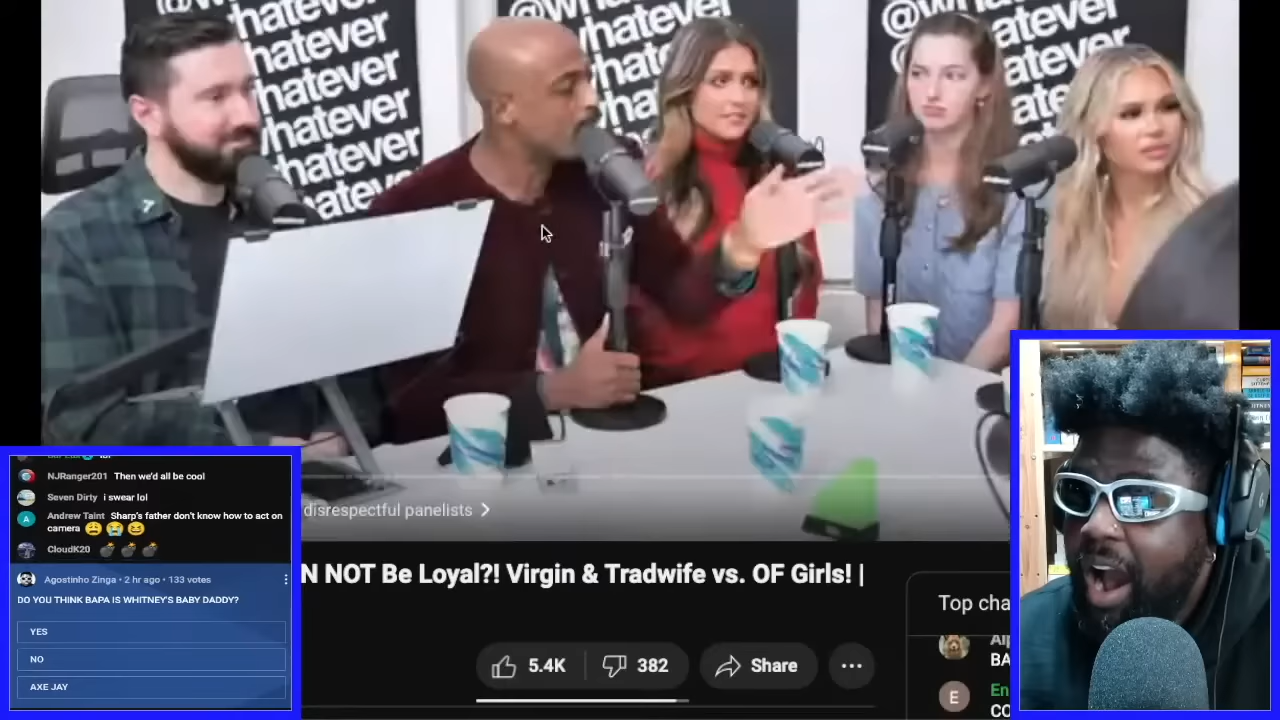 @whatever
whatever
whatever
whatever
whatever
disrespectful panelists
N NOT Be Loyal?! Virgin & Tradwife vs. OF Girls! |
5.4K 382 Share
Top cha
BA
E En
CO
NJRanger201 Then we'd all be cool
Seven Dirty i swear lol
A Andrew Taint Sharp's father don't know how to act on
camera 😩 😭 😆
CloudK20 💣 💣 💣
Agostinho Zinga • 2 hr ago • 133 votes
DO YOU THINK BAPA IS WHITNEY'S BABY DADDY?
YES
NO
AXE JAY